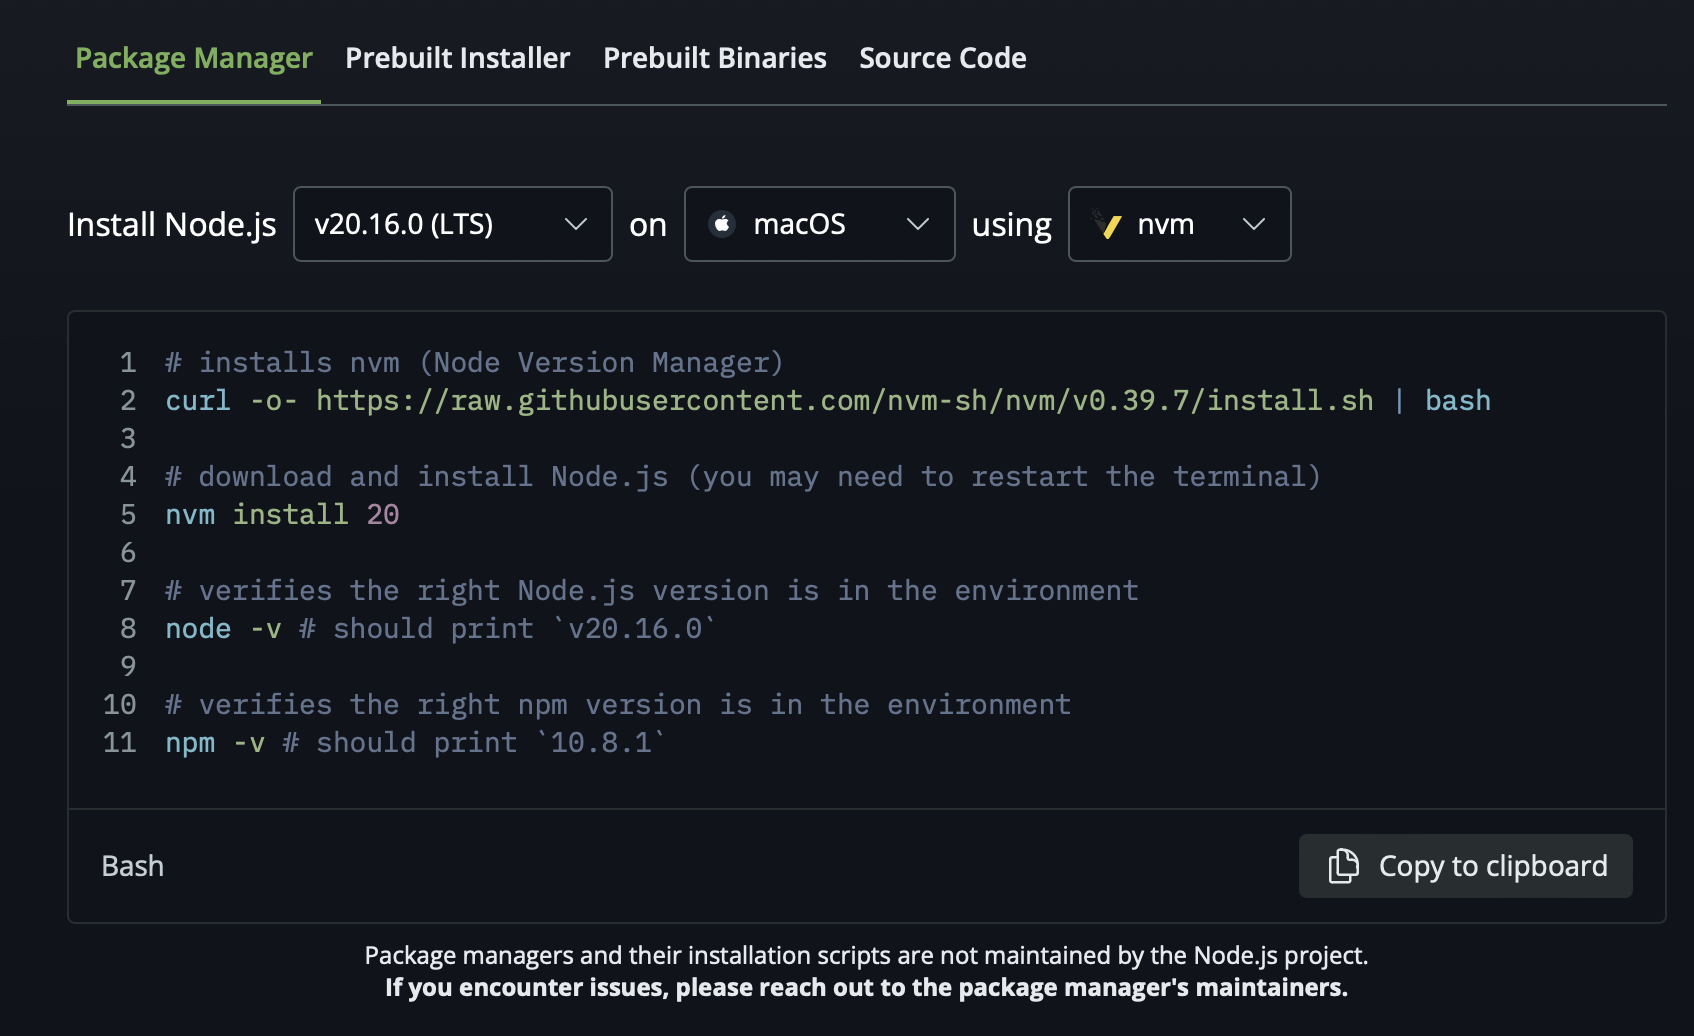 Package Manager Prebuilt Installer Prebuilt Binaries Source Code
Install Node.js v20.16.0 (LTS) on macOS using nvm
1 # installs nvm (Node Version Manager)
2 curl -o- https://raw.githubusercontent.com/nvm-sh/nvm/v0.39.7/install.sh | bash
3
4 # download and install Node.js (you may need to restart the terminal)
5 nvm install 20
6
7 # verifies the right Node.js version is in the environment
8 node -v # should print `v20.16.0`
9
10 # verifies the right npm version is in the environment
11 npm -v # should print `10.8.1`
Bash Copy to clipboard
Package managers and their installation scripts are not maintained by the Node.js project.
If you encounter issues, please reach out to the package manager's maintainers.